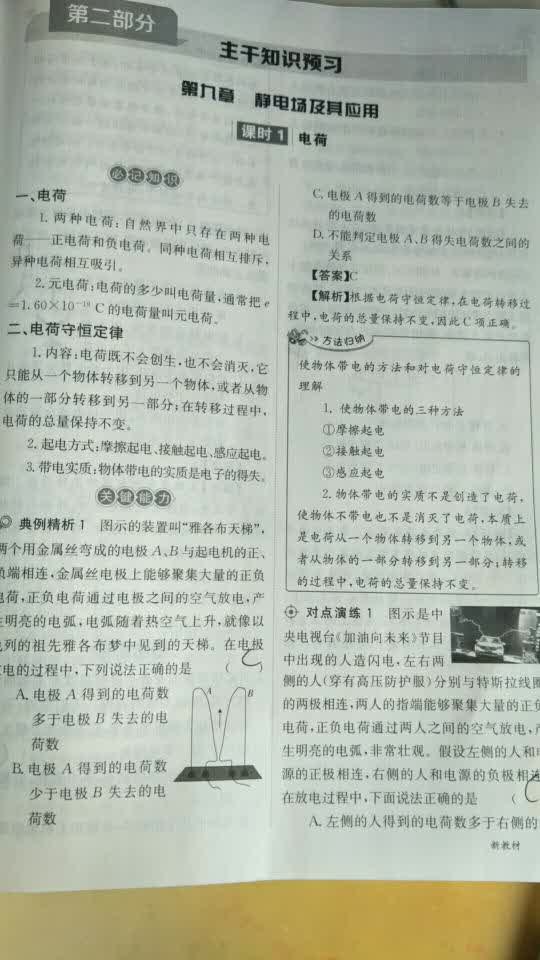 第二部分
主干知识预习
第九章 静电场及其应用
课时1 电荷
必记知识
一、电荷
1. 两种电荷:自然界中只存在两种电
荷——正电荷和负电荷。同种电荷相互排斥,
异种电荷相互吸引。
2. 元电荷:电荷的多少叫电荷量,通常把 e
=1.60×10⁻¹⁹ C 的电荷量叫元电荷。
二、电荷守恒定律
1. 内容:电荷既不会创生,也不会消灭,它
只能从一个物体转移到另一个物体,或者从物
体的一部分转移到另一部分;在转移过程中,
电荷的总量保持不变。
2. 起电方式:摩擦起电、接触起电、感应起电。
3. 带电实质:物体带电的实质是电子的得失。
关键能力
典例精析 1 图示的装置叫“雅各布天梯”,
两个用金属丝弯成的电极 A、B 与起电机的正、
负端相连,金属丝电极上能够聚集大量的正负
电荷,正负电荷通过电极之间的空气放电,产
生明亮的电弧,电弧随着热空气上升,就像以
色列的祖先雅各布梦中见到的天梯。在电极
放电的过程中,下列说法正确的是 ( C )
A. 电极 A 得到的电荷数
多于电极 B 失去的电
荷数
B. 电极 A 得到的电荷数
少于电极 B 失去的电
荷数
A B
C. 电极 A 得到的电荷数等于电极 B 失去
的电荷数
D. 不能判定电极 A、B 得失电荷数之间的
关系
【答案】C
【解析】根据电荷守恒定律,在电荷转移过
程中,电荷的总量保持不变,因此 C 项正确。
方法归纳
使物体带电的方法和对电荷守恒定律的
理解
1. 使物体带电的三种方法
①摩擦起电
②接触起电
③感应起电
2. 物体带电的实质不是创造了电荷,
使物体不带电也不是消灭了电荷,本质上
是电荷从一个物体转移到另一个物体,或
者从物体的一部分转移到另一部分;转移
的过程中,电荷的总量保持不变。
对点演练 1 图示是中
央电视台《加油向未来》节目
中出现的人造闪电,左右两
侧的人(穿有高压防护服)分别与特斯拉线圈
的两极相连,两人的指端能够聚集大量的正负
电荷,正负电荷通过两人之间的空气放电,产
生明亮的电弧,非常壮观。假设左侧的人和电
源的正极相连,右侧的人和电源的负极相连
在放电过程中,下面说法正确的是 ( C
A. 左侧的人得到的电荷数多于右侧的
新教材